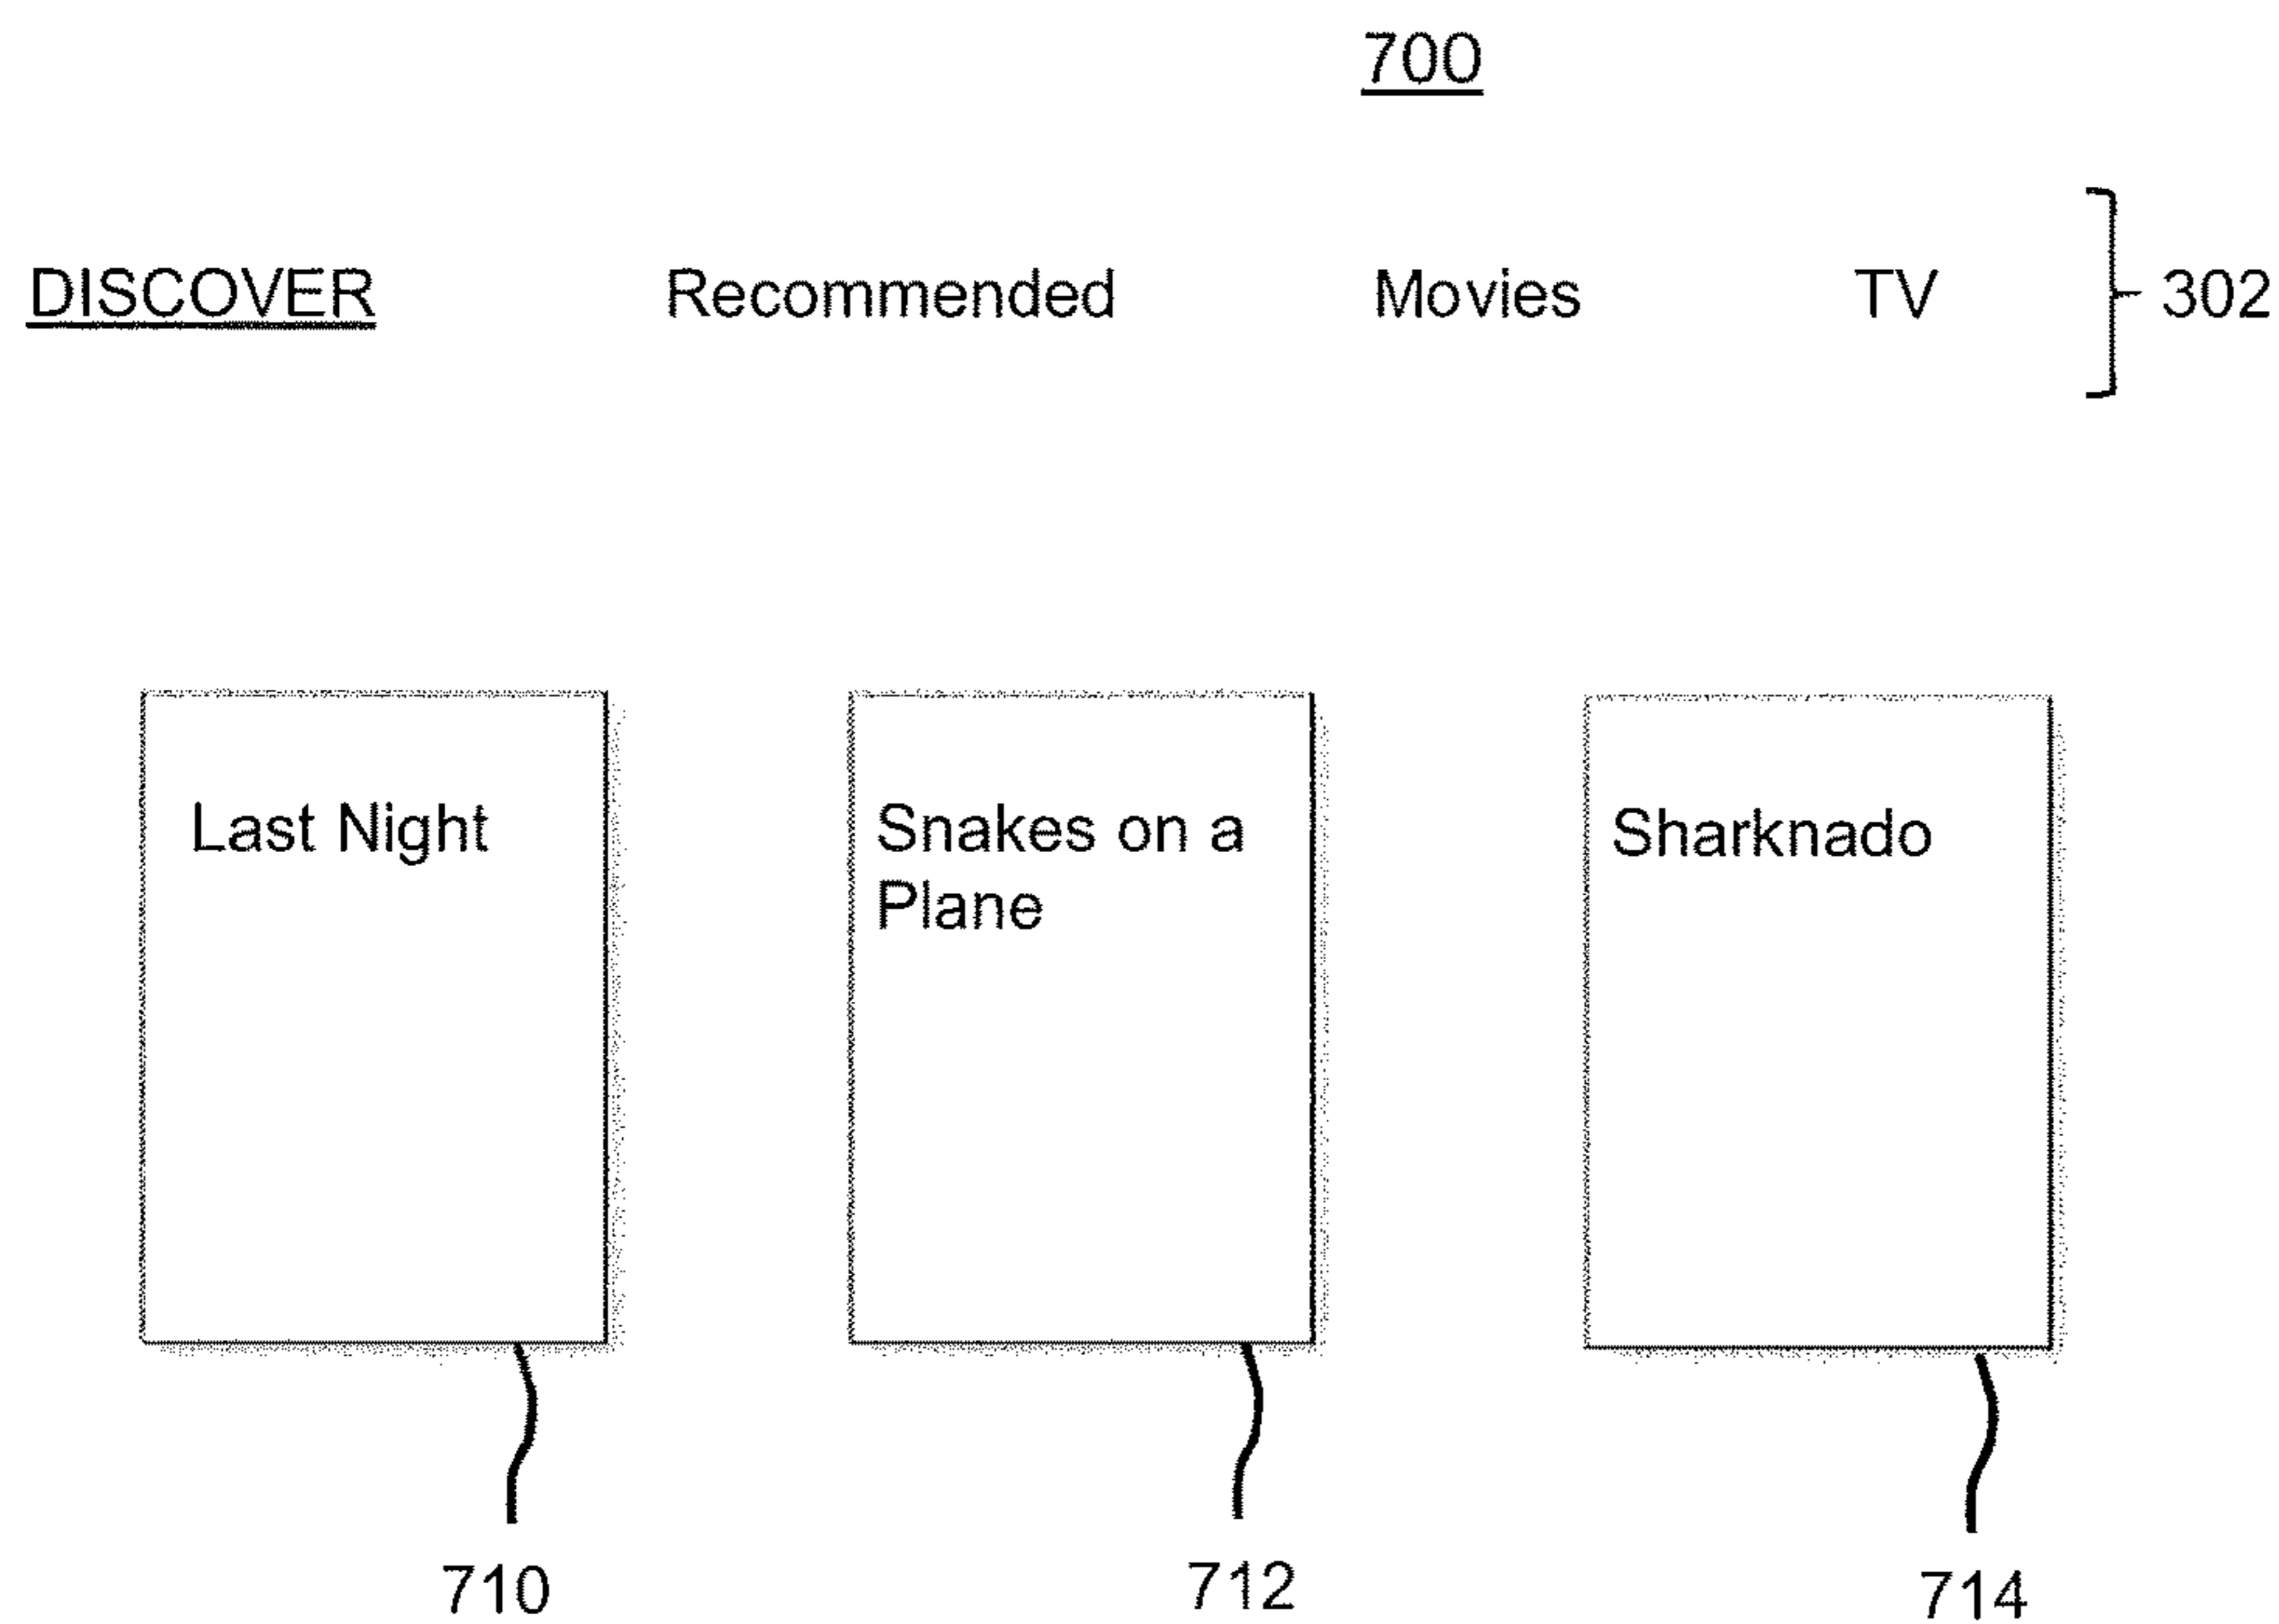 700
DISCOVER Recommended Movies TV 302
Last Night
Snakes on a
Plane
Sharknado
710 712 714